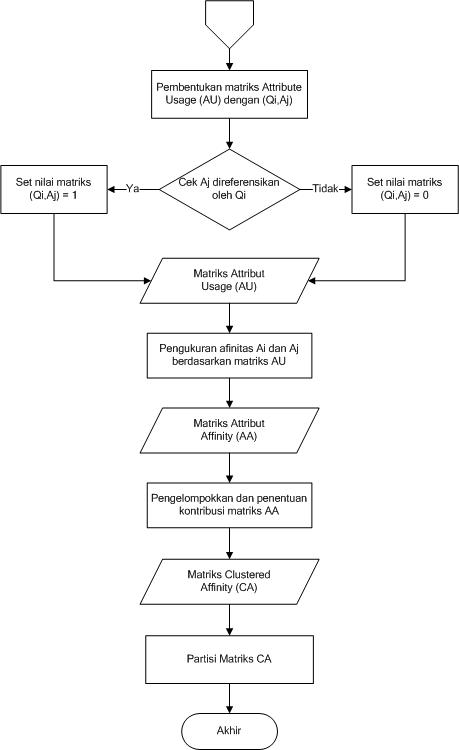 Pembentukan matriks Attribute
Usage (AU) dengan (Qi,Aj)
Cek Aj direferensikan
oleh Qi
Ya
Tidak
Set nilai matriks
(Qi,Aj) = 1
Set nilai matriks
(Qi,Aj) = 0
Matriks Attribut
Usage (AU)
Pengukuran afinitas Ai dan Aj
berdasarkan matriks AU
Matriks Attribut
Affinity (AA)
Pengelompokkan dan penentuan
kontribusi matriks AA
Matriks Clustered
Affinity (CA)
Partisi Matriks CA
Akhir